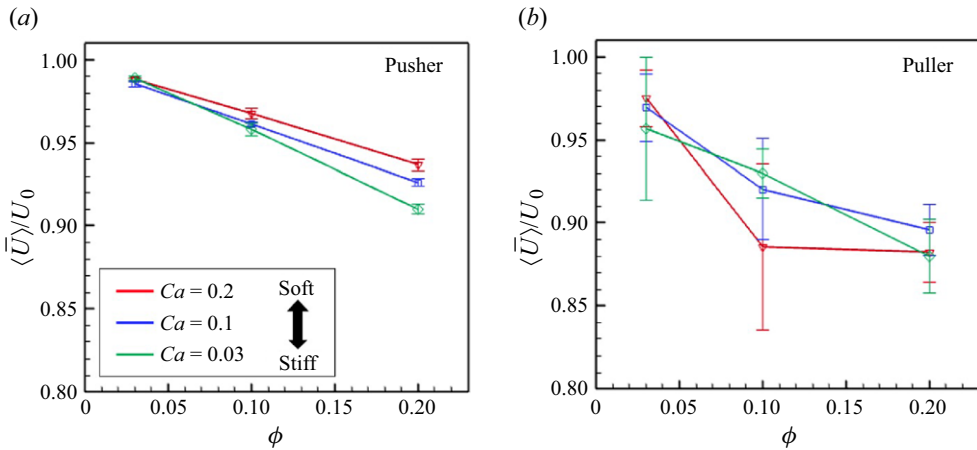 (a)
Pusher
1.00
0.95
0.90
0.85
0.80
⟨U̅⟩/U₀
Ca = 0.2
Ca = 0.1
Ca = 0.03
Soft
Stiff
0
0.05
0.10
0.15
0.20
ϕ
(b)
Puller
1.00
0.95
0.90
0.85
0.80
⟨U̅⟩/U₀
0
0.05
0.10
0.15
0.20
ϕ